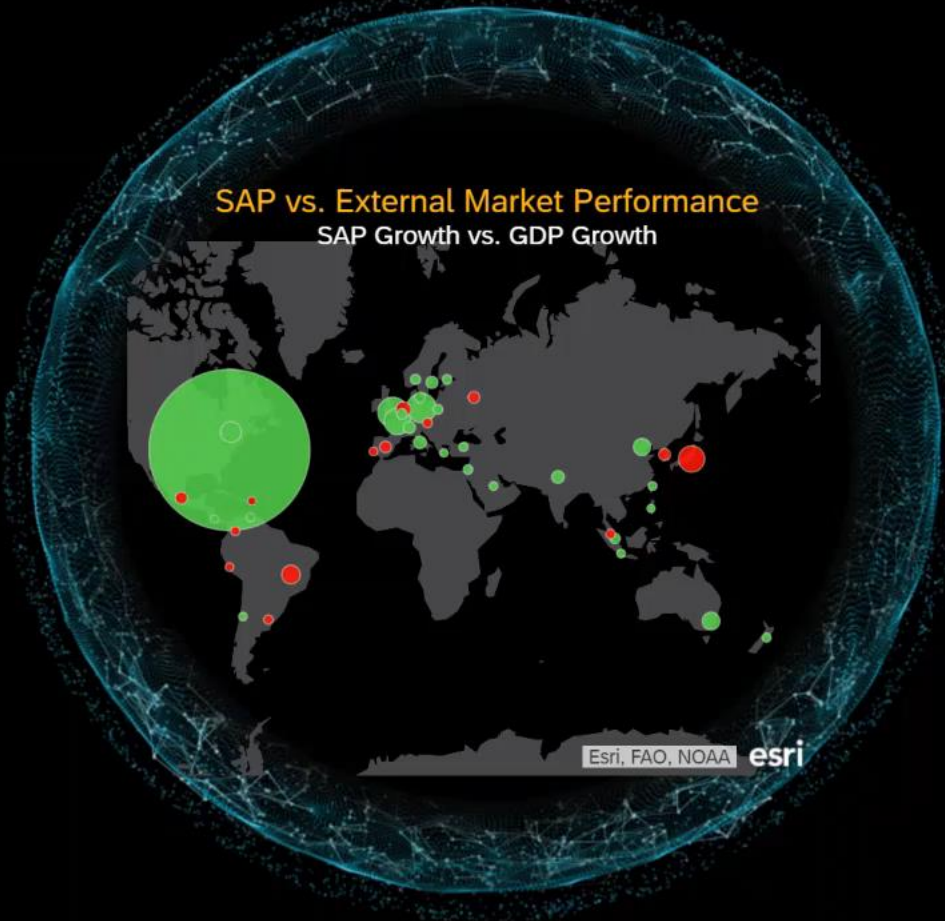 SAP vs. External Market Performance
SAP Growth vs. GDP Growth
Esri, FAO, NOAA esri